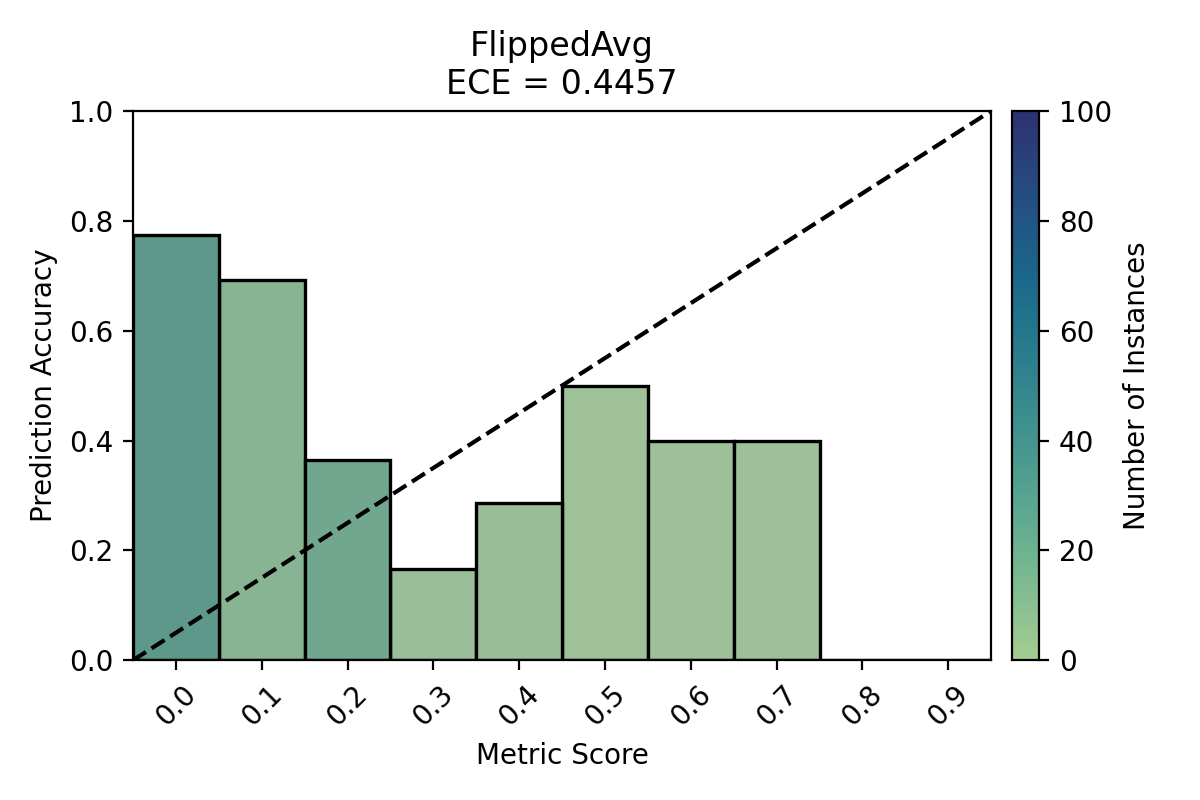 FlippedAvg
ECE = 0.4457
1.0
0.8
0.6
0.4
0.2
0.0
Prediction Accuracy
0.0 0.1 0.2 0.3 0.4 0.5 0.6 0.7 0.8 0.9
Metric Score
100
80
60
40
20
0
Number of Instances